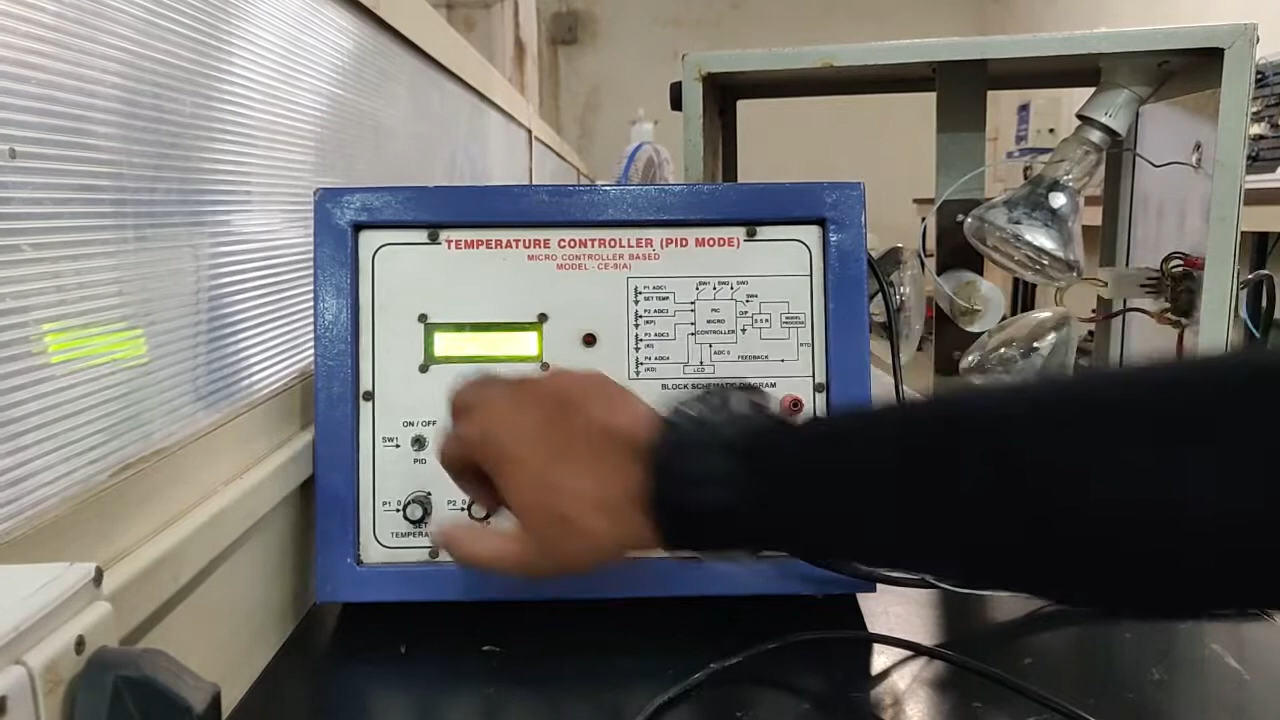 TEMPERATURE CONTROLLER (PID MODE)
MICRO CONTROLLER BASED
MODEL - CE-9(A)
P1 ADC1
SET TEMP.
(KP)
P3 ADC3
(KI)
P4 ADC4
(KD)
SW1 SW2 SW3
SW4
O/P
PIC
MICRO
CONTROLLER
S S R
MODEL
PROCESS
RTD
ADC 0
FEEDBACK
LCD
BLOCK SCHEMATIC DIAGRAM
ON / OFF
SW1
PID
P1 0
P2 0
SET